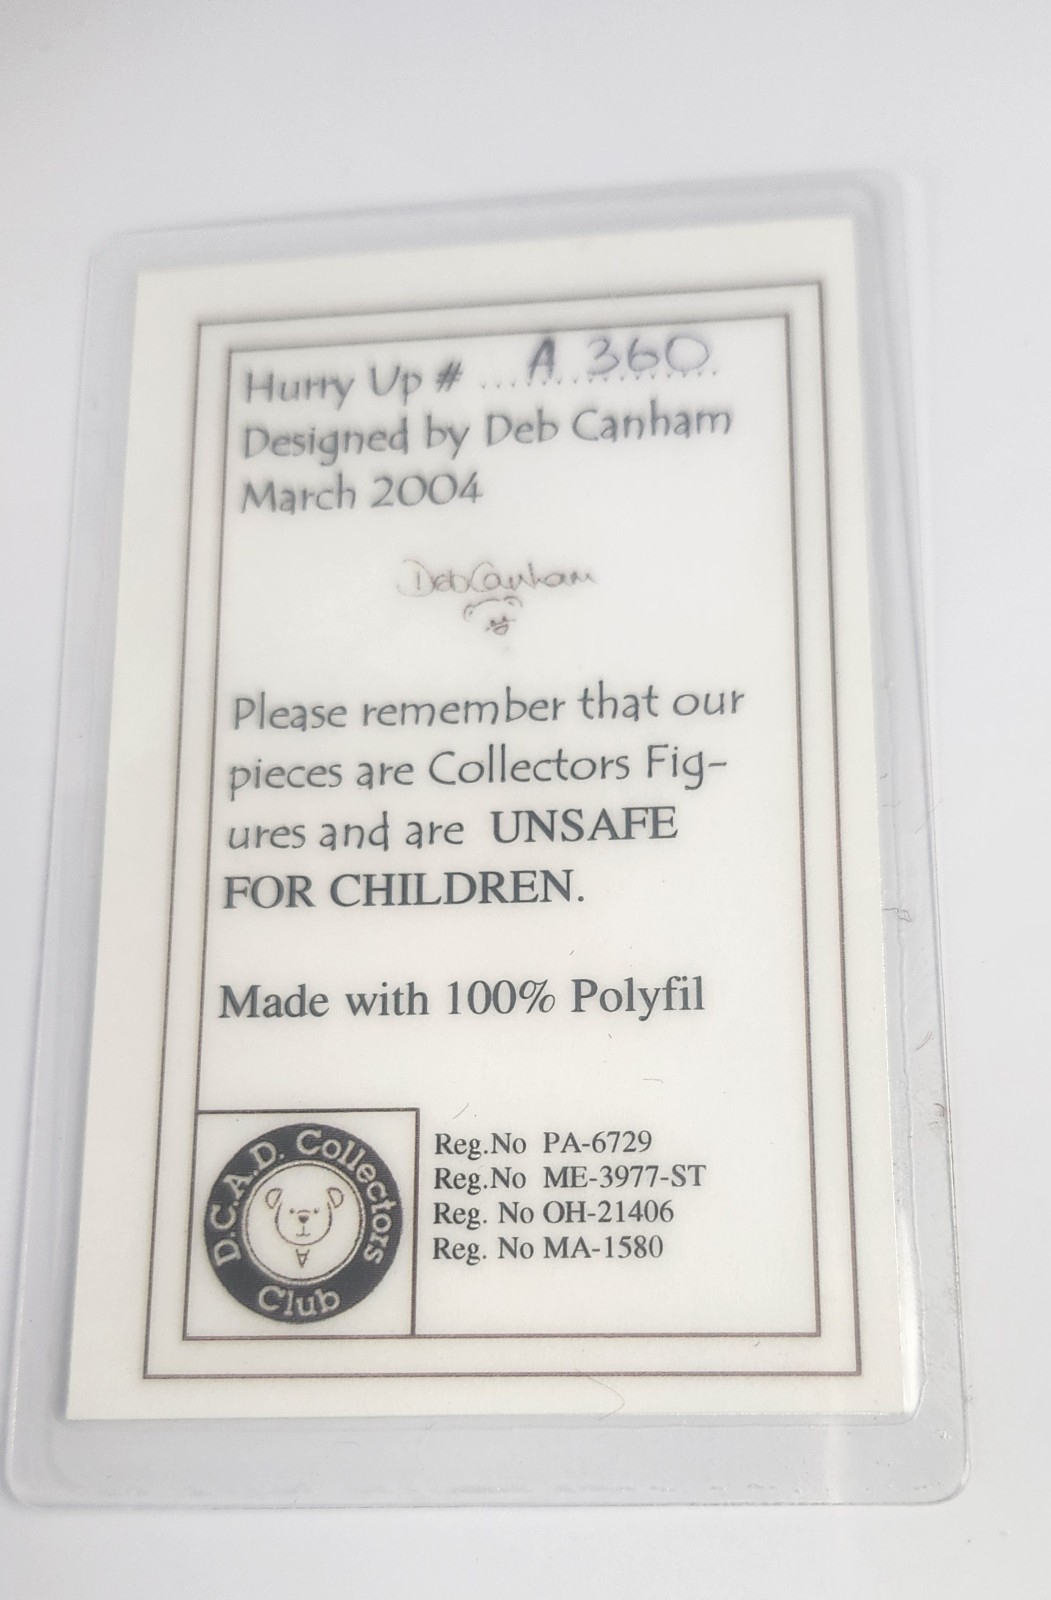 Hurry Up # ... A 360
Designed by Deb Canham
March 2004
Deb Canham
Please remember that our
pieces are Collectors Fig-
ures and are UNSAFE
FOR CHILDREN.
Made with 100% Polyfil
D.C.A.D. Collectors
Club
Reg.No PA-6729
Reg.No ME-3977-ST
Reg. No OH-21406
Reg. No MA-1580